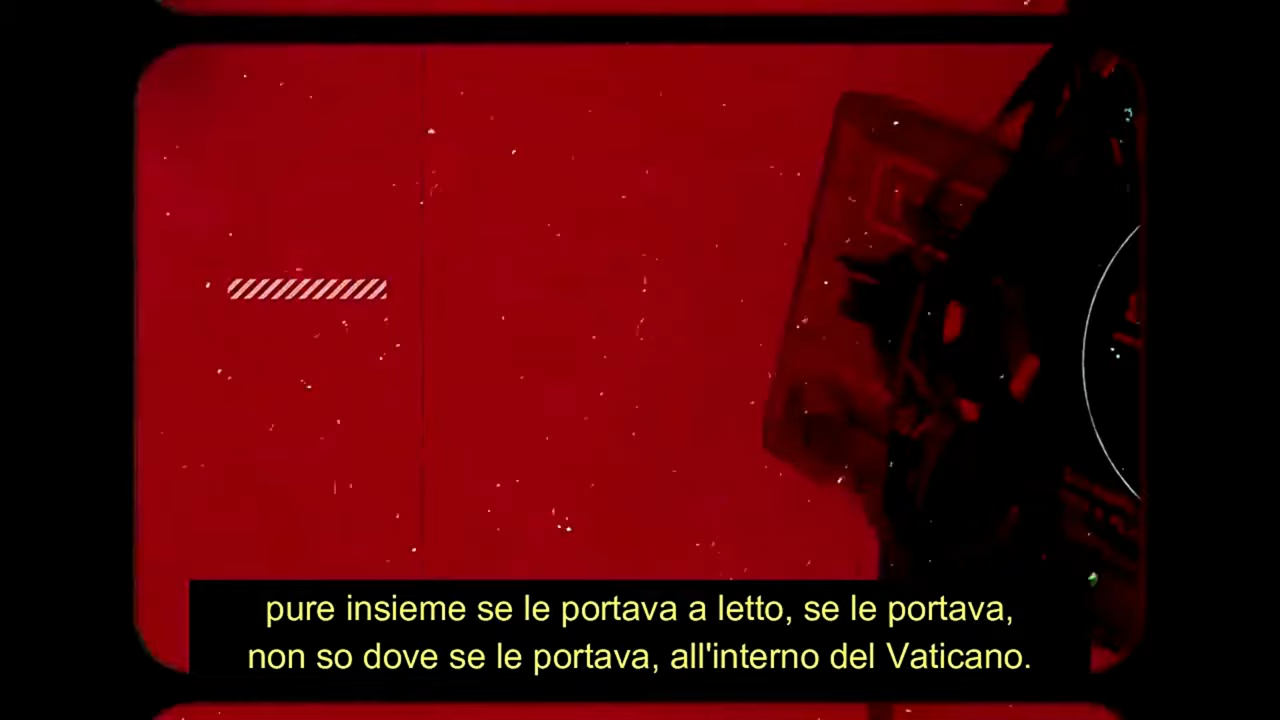 pure insieme se le portava a letto, se le portava,
non so dove se le portava, all'interno del Vaticano.